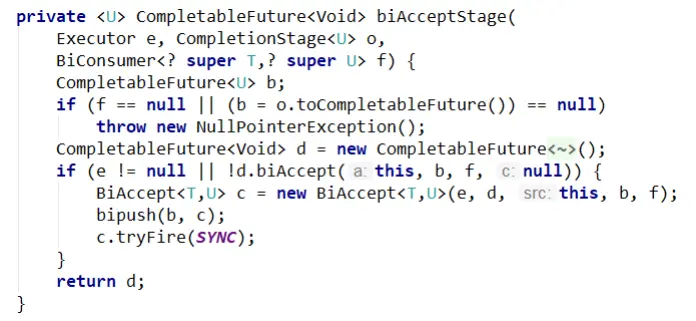 private <U> CompletableFuture<Void> biAcceptStage(
    Executor e, CompletionStage<U> o,
    BiConsumer<? super T,? super U> f) {
    CompletableFuture<U> b;
    if (f == null || (b = o.toCompletableFuture()) == null)
        throw new NullPointerException();
    CompletableFuture<Void> d = new CompletableFuture<~>();
    if (e != null || !d.biAccept( a: this, b, f, c: null)) {
        BiAccept<T,U> c = new BiAccept<T,U>(e, d, src: this, b, f);
        bipush(b, c);
        c.tryFire(SYNC);
    }
    return d;
}